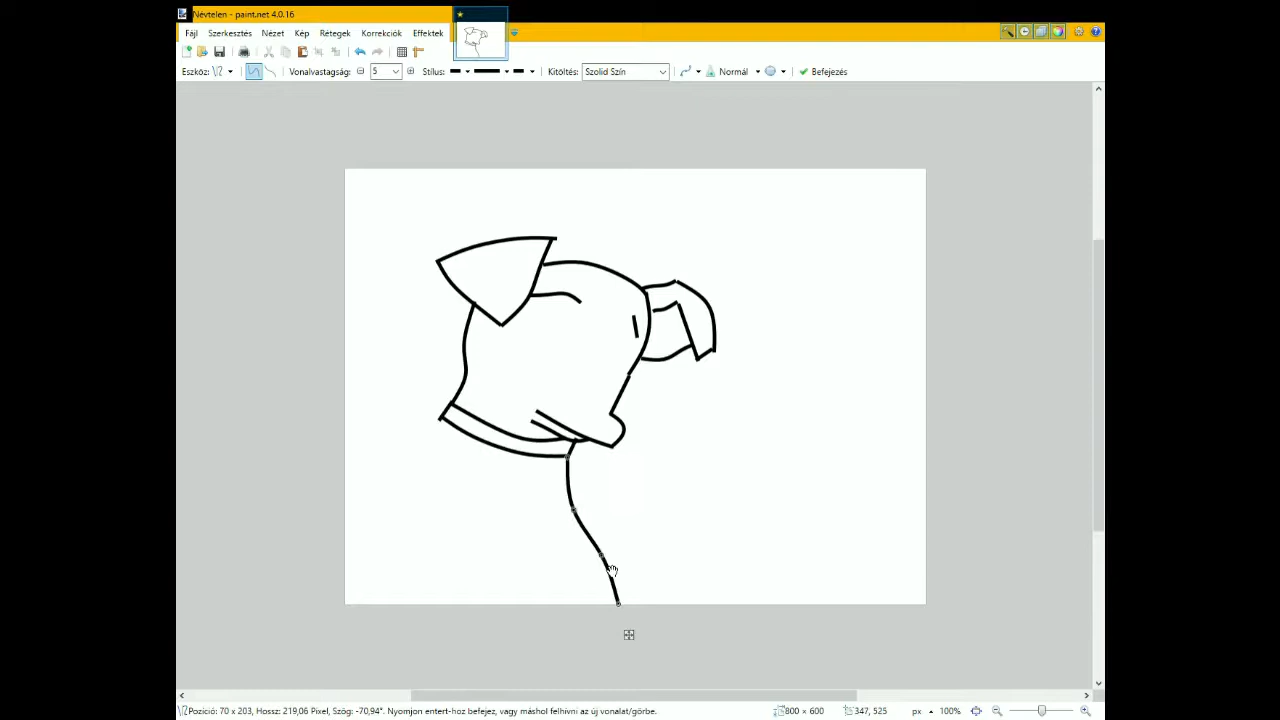 Névtelen - paint.net 4.0.16
Fájl Szerkesztés Nézet Kép Rétegek Korrekciók Effektek
Eszköz: Vonalvastagság: 5 Stílus: Kitöltés: Szolid Szín Normál Befejezés
Pozíció: 70 x 203, Hossz: 219,06 Pixel, Szög: -70,94°. Nyomjon entert-hoz befejez, vagy máshol felhívni az új vonalat/görbe. 800 x 600 347, 525 px 100%